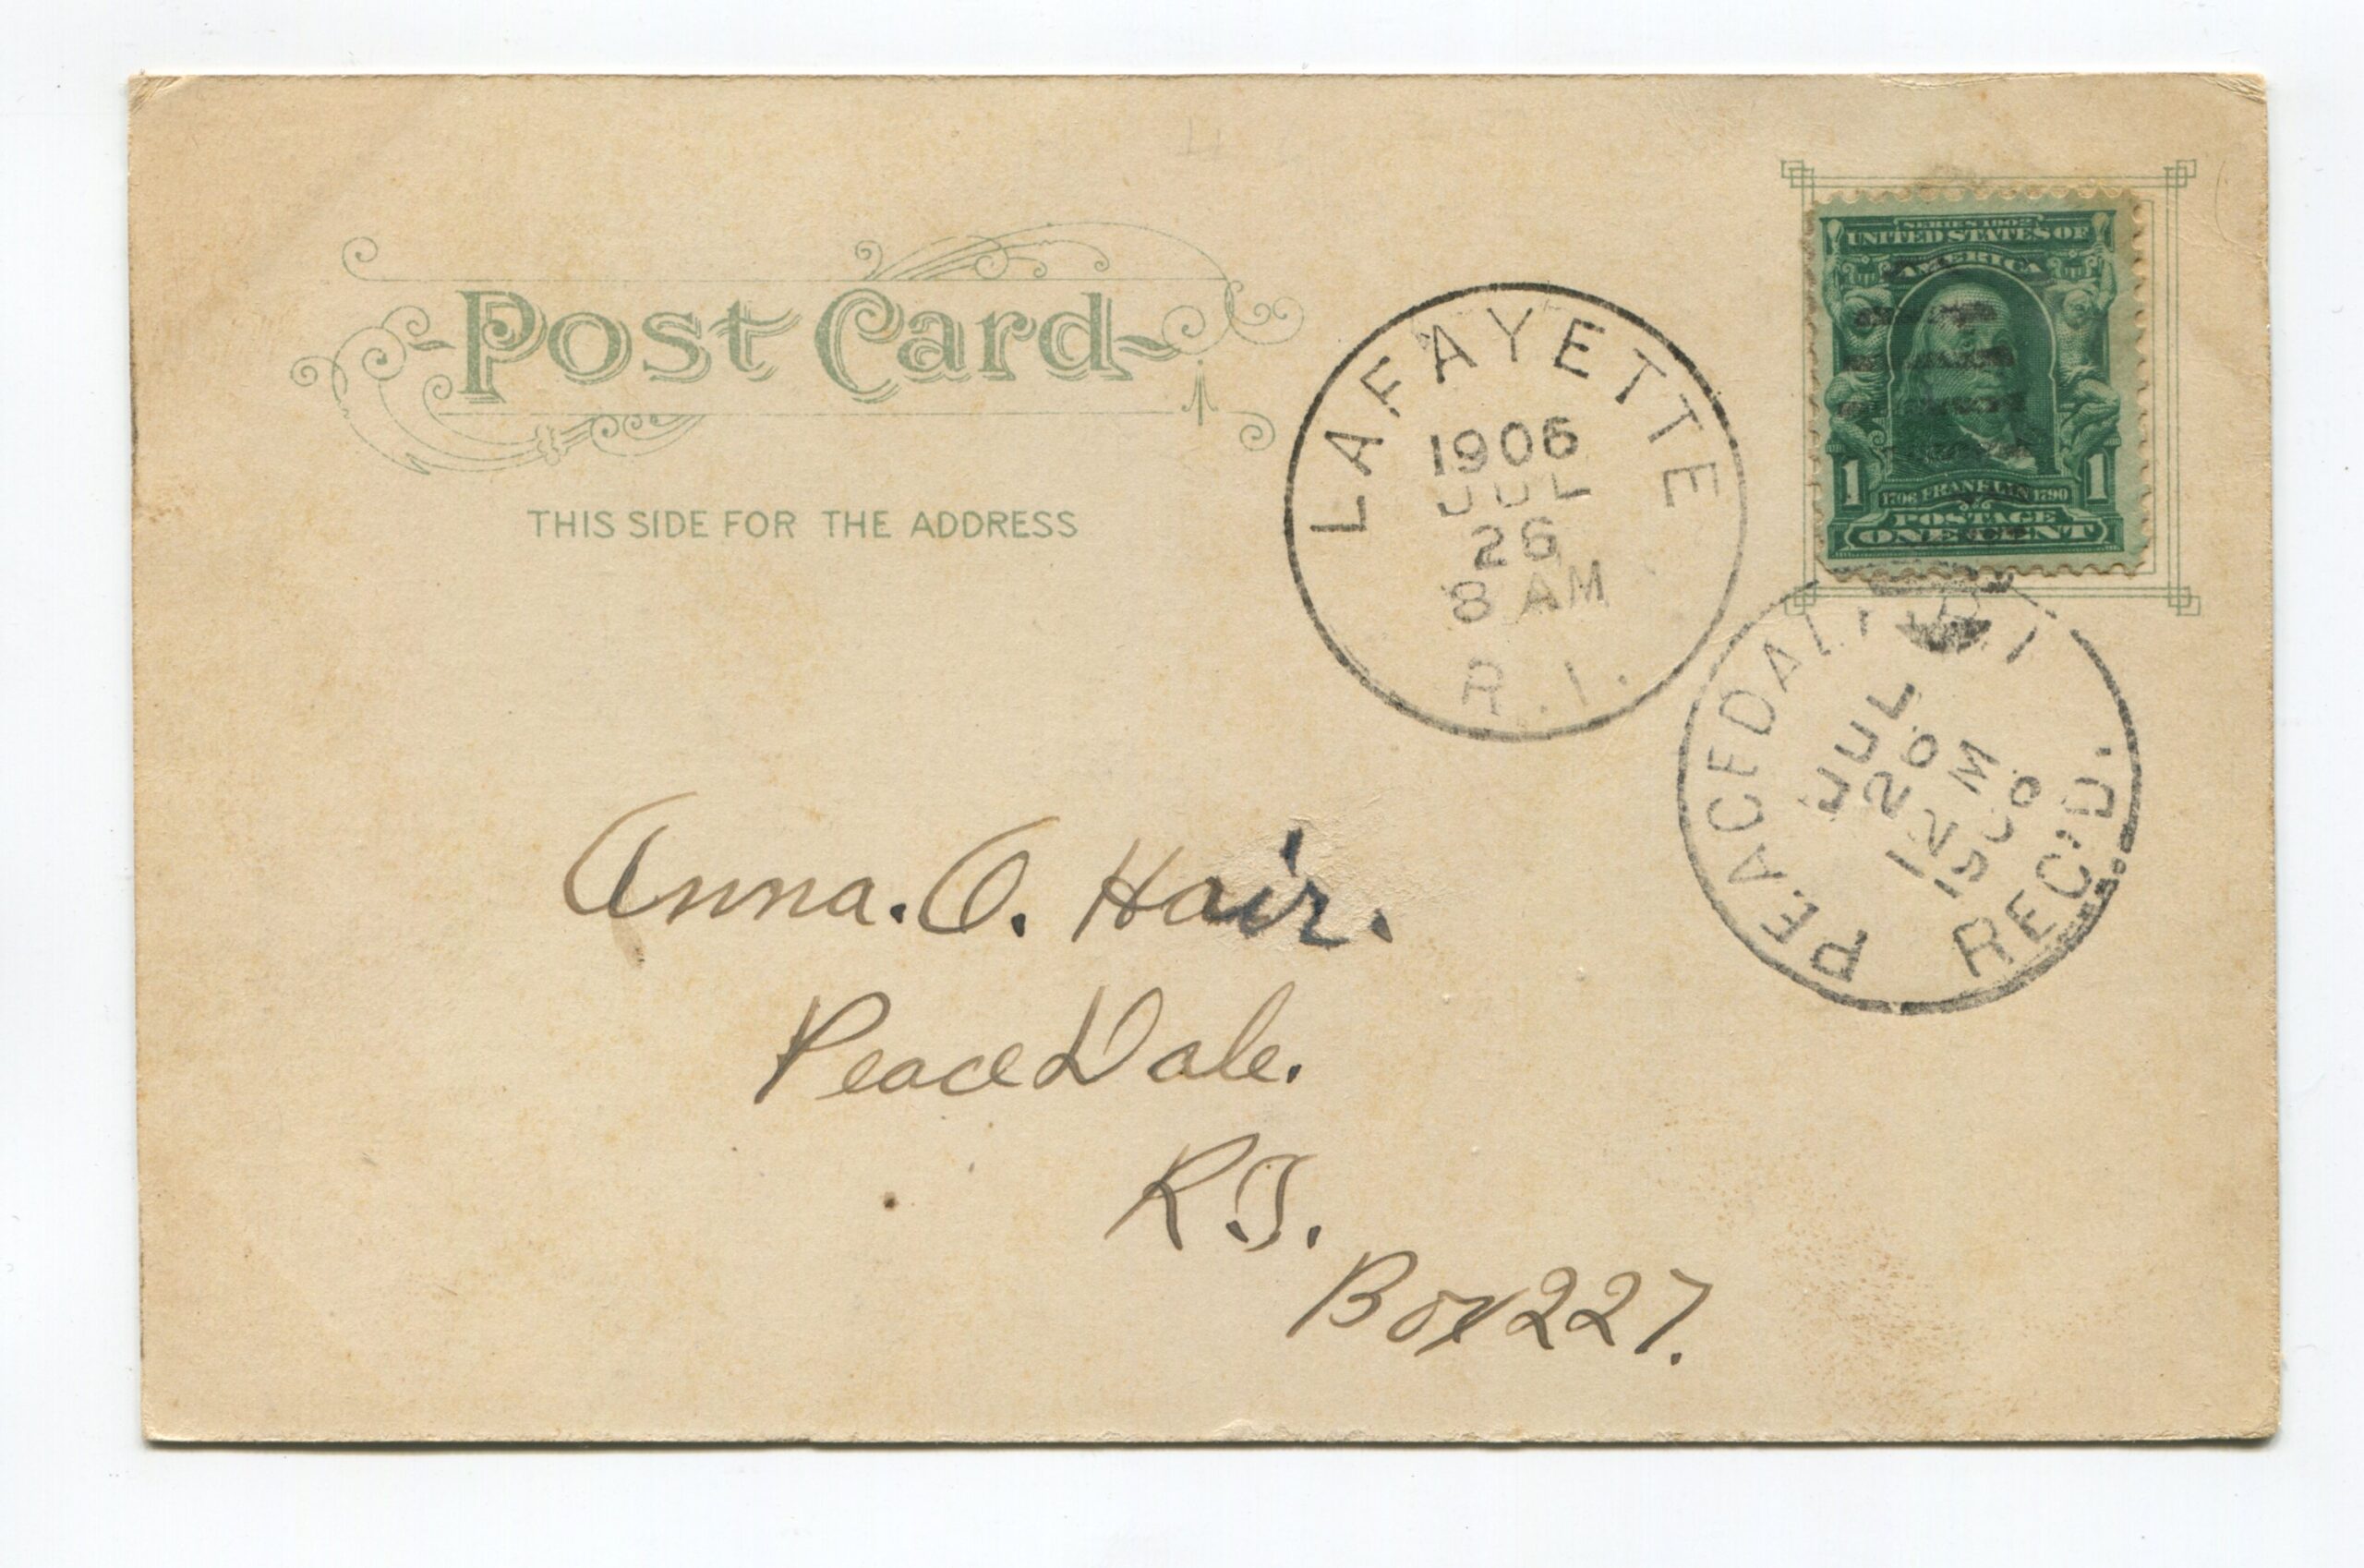 Post Card
THIS SIDE FOR THE ADDRESS
SERIES 1902
UNITED STATES OF
AMERICA
1 1706 FRANKLIN 1790 1
POSTAGE
ONE CENT
LAFAYETTE
1906
JUL
26
8 AM
R.I.
PEACEDALE, R.I.
JUL
26
12 M
1906
REC'D.
Anna. O. Hair.
Peace Dale.
R.I.
Box 227.